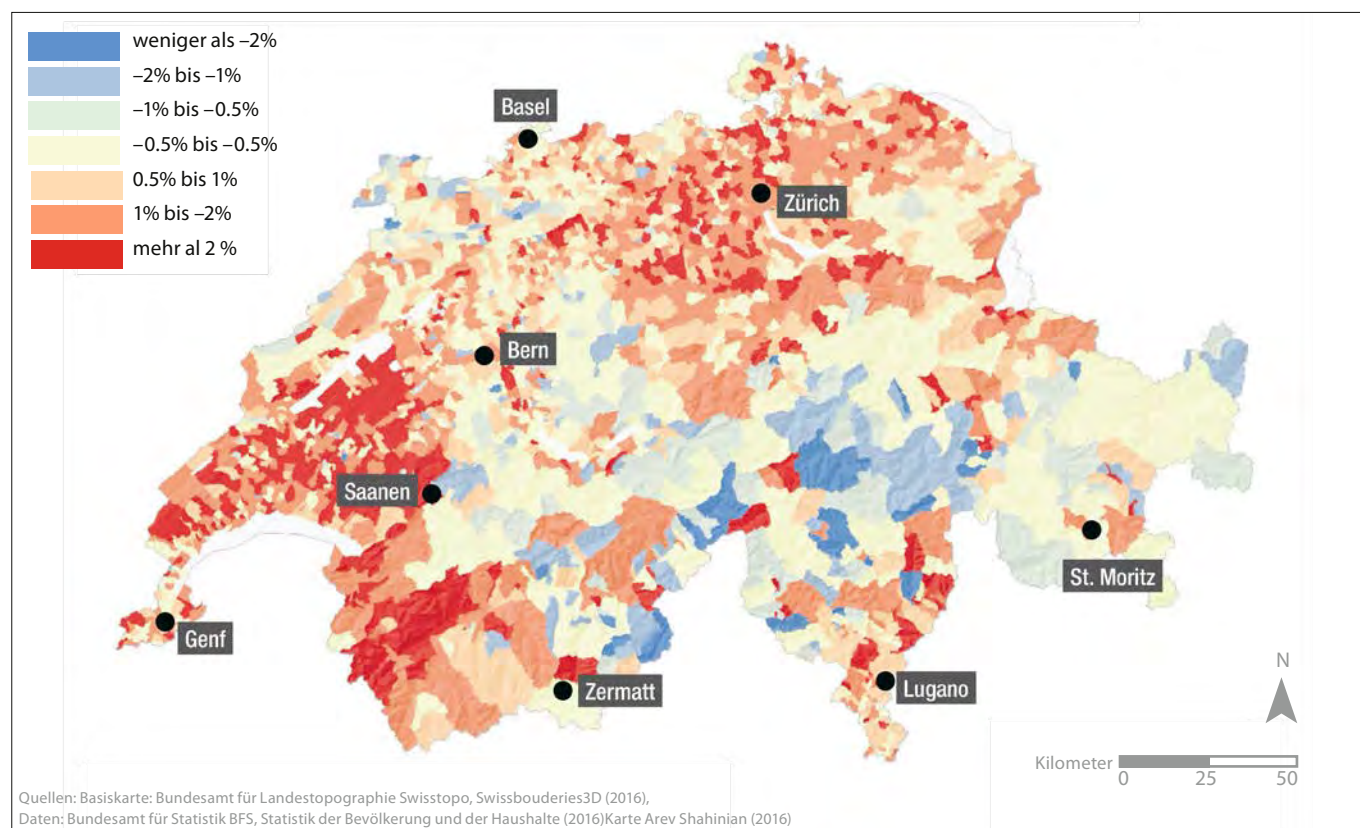 weniger als –2%
–2% bis –1%
–1% bis –0.5%
–0.5% bis –0.5%
0.5% bis 1%
1% bis –2%
mehr al 2 %
Basel
Zürich
Bern
Saanen
St. Moritz
Genf
Zermatt
Lugano
N
Kilometer
0 25 50
Quellen: Basiskarte: Bundesamt für Landestopographie Swisstopo, Swissbouderies3D (2016),
Daten: Bundesamt für Statistik BFS, Statistik der Bevölkerung und der Haushalte (2016)Karte Arev Shahinian (2016)